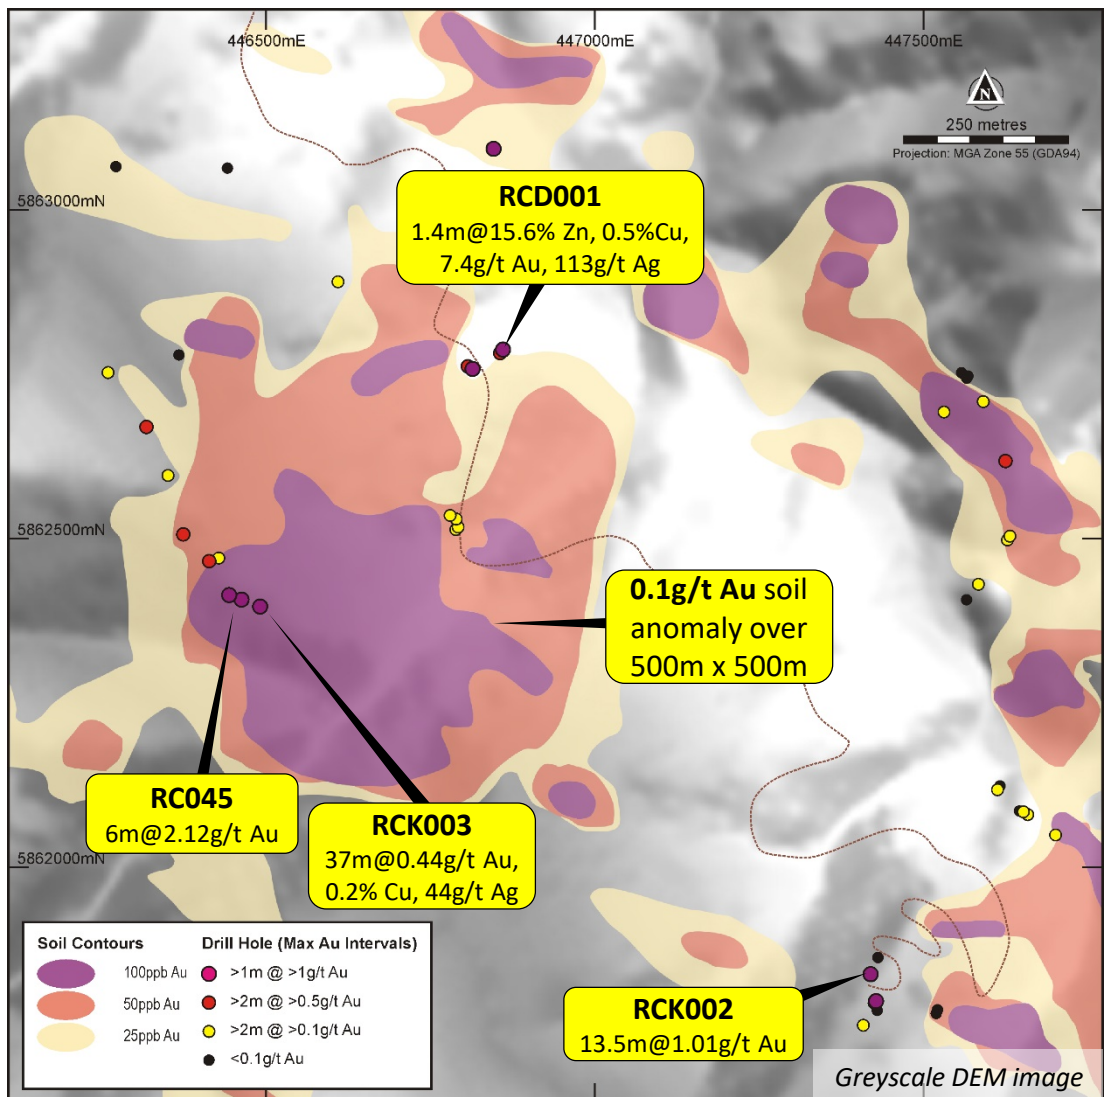 446500mE
447000mE
447500mE
N
250 metres
Projection: MGA Zone 55 (GDA94)
5863000mN
RCD001
1.4m@15.6% Zn, 0.5%Cu,
7.4g/t Au, 113g/t Ag
5862500mN
0.1g/t Au soil
anomaly over
500m x 500m
RC045
6m@2.12g/t Au
RCK003
37m@0.44g/t Au,
0.2% Cu, 44g/t Ag
5862000mN
RCK002
13.5m@1.01g/t Au
Soil Contours
100ppb Au
50ppb Au
25ppb Au
Drill Hole (Max Au Intervals)
>1m @ >1g/t Au
>2m @ >0.5g/t Au
>2m @ >0.1g/t Au
<0.1g/t Au
Greyscale DEM image